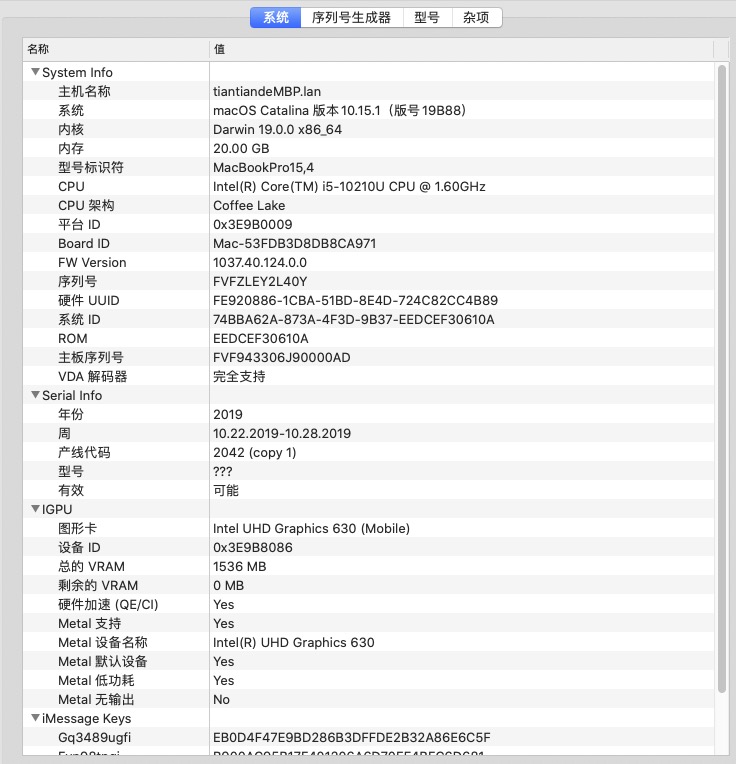 系统 序列号生成器 型号 杂项
名称 值
System Info
主机名称 tiantiandeMBP.lan
系统 macOS Catalina 版本 10.15.1（版号 19B88）
内核 Darwin 19.0.0 x86_64
内存 20.00 GB
型号标识符 MacBookPro15,4
CPU Intel(R) Core(TM) i5-10210U CPU @ 1.60GHz
CPU 架构 Coffee Lake
平台 ID 0x3E9B0009
Board ID Mac-53FDB3D8DB8CA971
FW Version 1037.40.124.0.0
序列号 FVFZLEY2L40Y
硬件 UUID FE920886-1CBA-51BD-8E4D-724C82CC4B89
系统 ID 74BBA62A-873A-4F3D-9B37-EEDCEF30610A
ROM EEDCEF30610A
主板序列号 FVF943306J90000AD
VDA 解码器 完全支持
Serial Info
年份 2019
周 10.22.2019-10.28.2019
产线代码 2042 (copy 1)
型号 ???
有效 可能
IGPU
图形卡 Intel UHD Graphics 630 (Mobile)
设备 ID 0x3E9B8086
总的 VRAM 1536 MB
剩余的 VRAM 0 MB
硬件加速 (QE/CI) Yes
Metal 支持 Yes
Metal 设备名称 Intel(R) UHD Graphics 630
Metal 默认设备 Yes
Metal 低功耗 Yes
Metal 无输出 No
iMessage Keys
Gq3489ugfi EB0D4F47E9BD286B3DFFDE2B32A86E6C5F